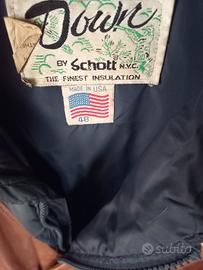 Down
BY Schott N.Y.C.
THE FINEST INSULATION
MADE IN USA
48
subito